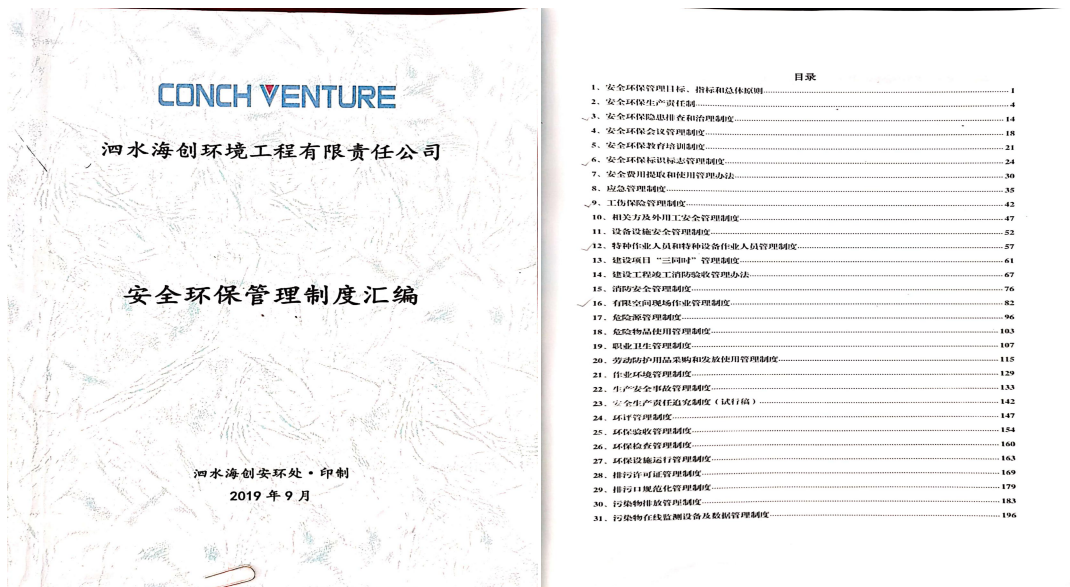 CONCH VENTURE
泗水海创环境工程有限责任公司
安全环保管理制度汇编
泗水海创安环处·印制
2019 年 9 月
目录
1、安全环保管理目标、指标和总体原则 1
2、安全环保生产责任制 4
3、安全环保隐患排查和治理制度 14
4、安全环保会议管理制度 18
5、安全环保教育培训制度 21
6、安全环保标识标志管理制度 24
7、安全费用提取和使用管理办法 30
8、应急管理制度 35
9、工伤保险管理制度 42
10、相关方及外用工安全管理制度 47
11、设备设施安全管理制度 52
12、特种作业人员和特种设备作业人员管理制度 57
13、建设项目“三同时”管理制度 61
14、建设工程竣工消防验收管理办法 67
15、消防安全管理制度 76
16、有限空间现场作业管理制度 82
17、危险源管理制度 96
18、危险物品使用管理制度 103
19、职业卫生管理制度 107
20、劳动防护用品采购和发放使用管理制度 115
21、作业环境管理制度 129
22、生产安全事故管理制度 133
23、安全生产责任追究制度（试行稿） 142
24、环评管理制度 147
25、环保验收管理制度 154
26、环保检查管理制度 160
27、环保设施运行管理制度 163
28、排污许可证管理制度 169
29、排污口规范化管理制度 179
30、污染物排放管理制度 183
31、污染物在线监测设备及数据管理制度 196